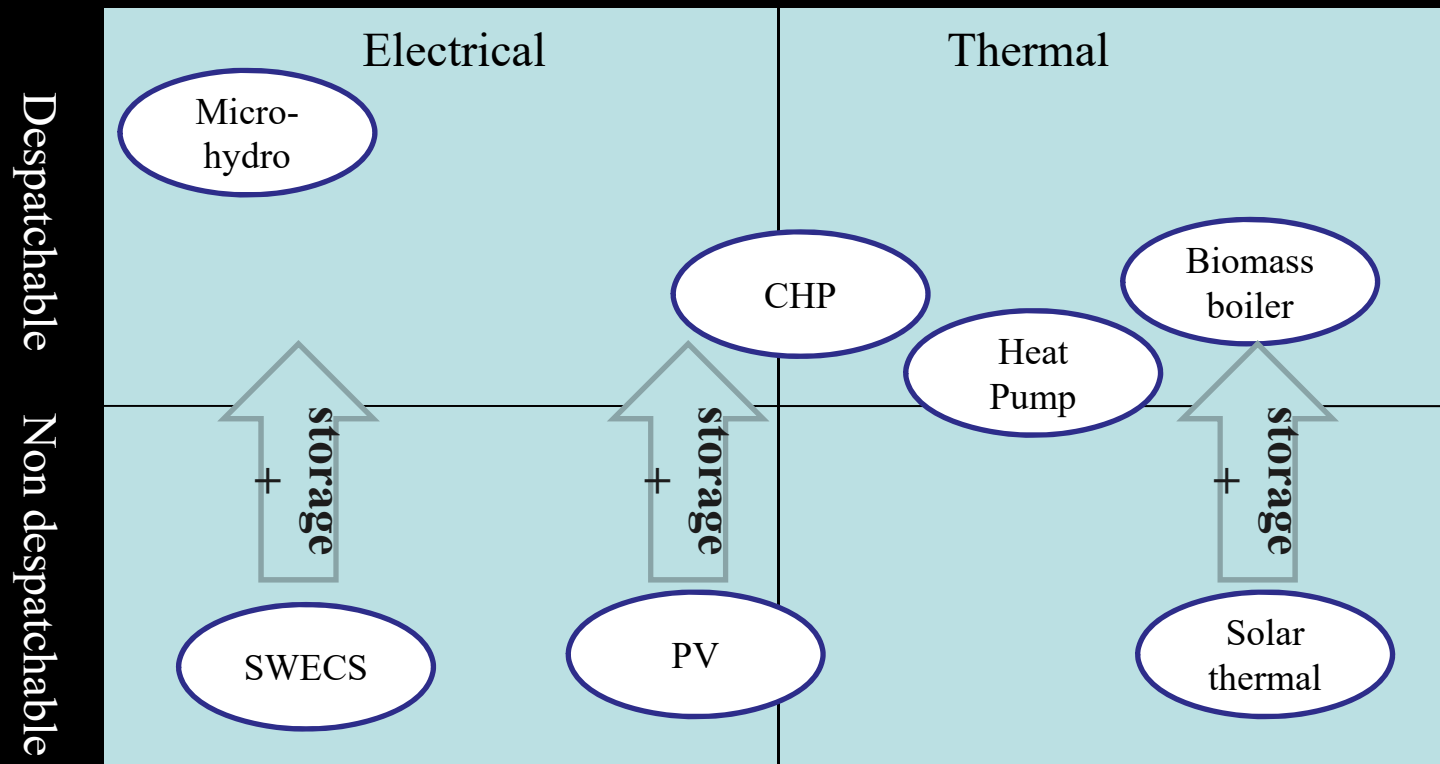 Electrical
Thermal
Despatchable
Micro-
hydro
CHP
Biomass
boiler
Heat
Pump
Non despatchable
+
storage
+
storage
+
storage
SWECS
PV
Solar
thermal